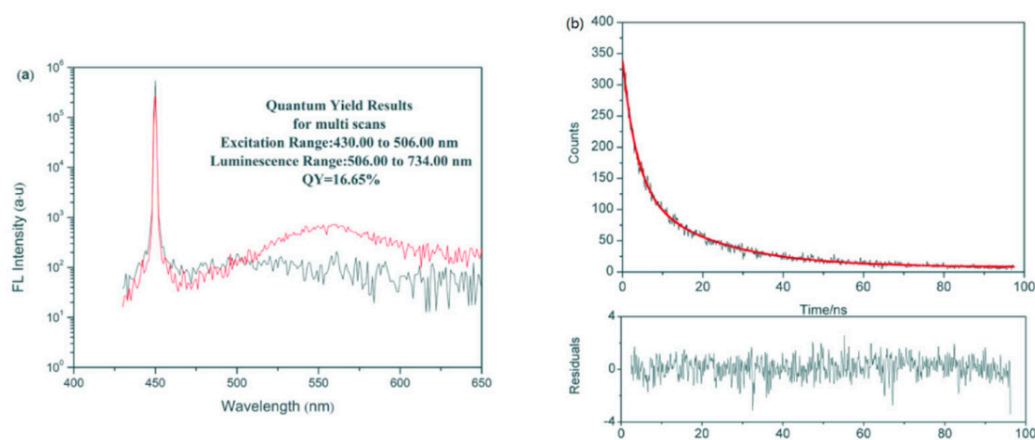 (a)
10^6
10^5
10^4
10^3
10^2
10^1
10^0
FL Intensity (a·u)
Quantum Yield Results
for multi scans
Excitation Range:430.00 to 506.00 nm
Luminescence Range:506.00 to 734.00 nm
QY=16.65%
400 450 500 550 600 650
Wavelength (nm)
(b)
400
350
300
250
200
150
100
50
0
Counts
0 20 40 60 80 100
Time/ns
4
0
-4
Residuals
0 20 40 60 80 100